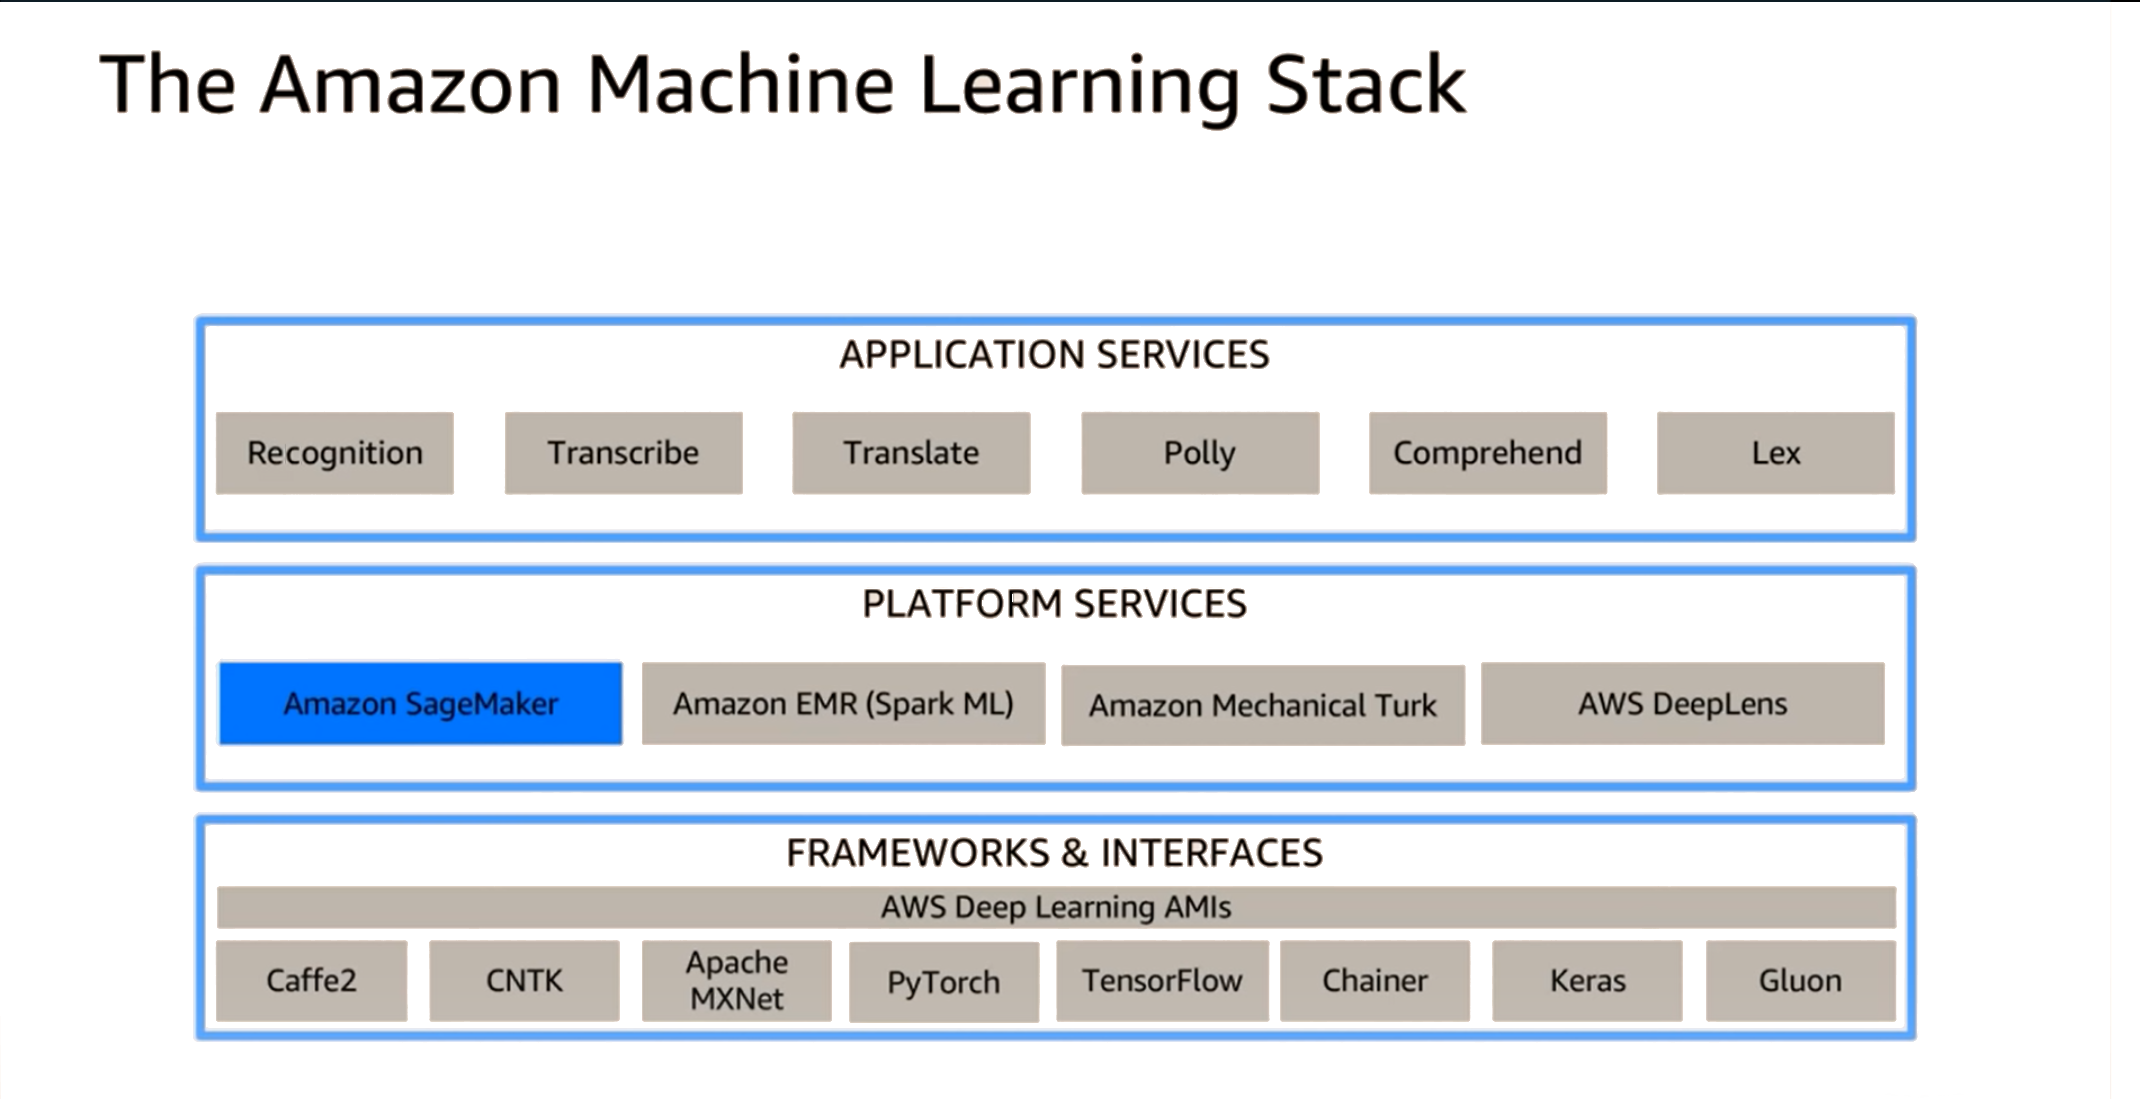 The Amazon Machine Learning Stack
APPLICATION SERVICES
Recognition
Transcribe
Translate
Polly
Comprehend
Lex
PLATFORM SERVICES
Amazon SageMaker
Amazon EMR (Spark ML)
Amazon Mechanical Turk
AWS DeepLens
FRAMEWORKS & INTERFACES
AWS Deep Learning AMIs
Caffe2
CNTK
Apache
MXNet
PyTorch
TensorFlow
Chainer
Keras
Gluon